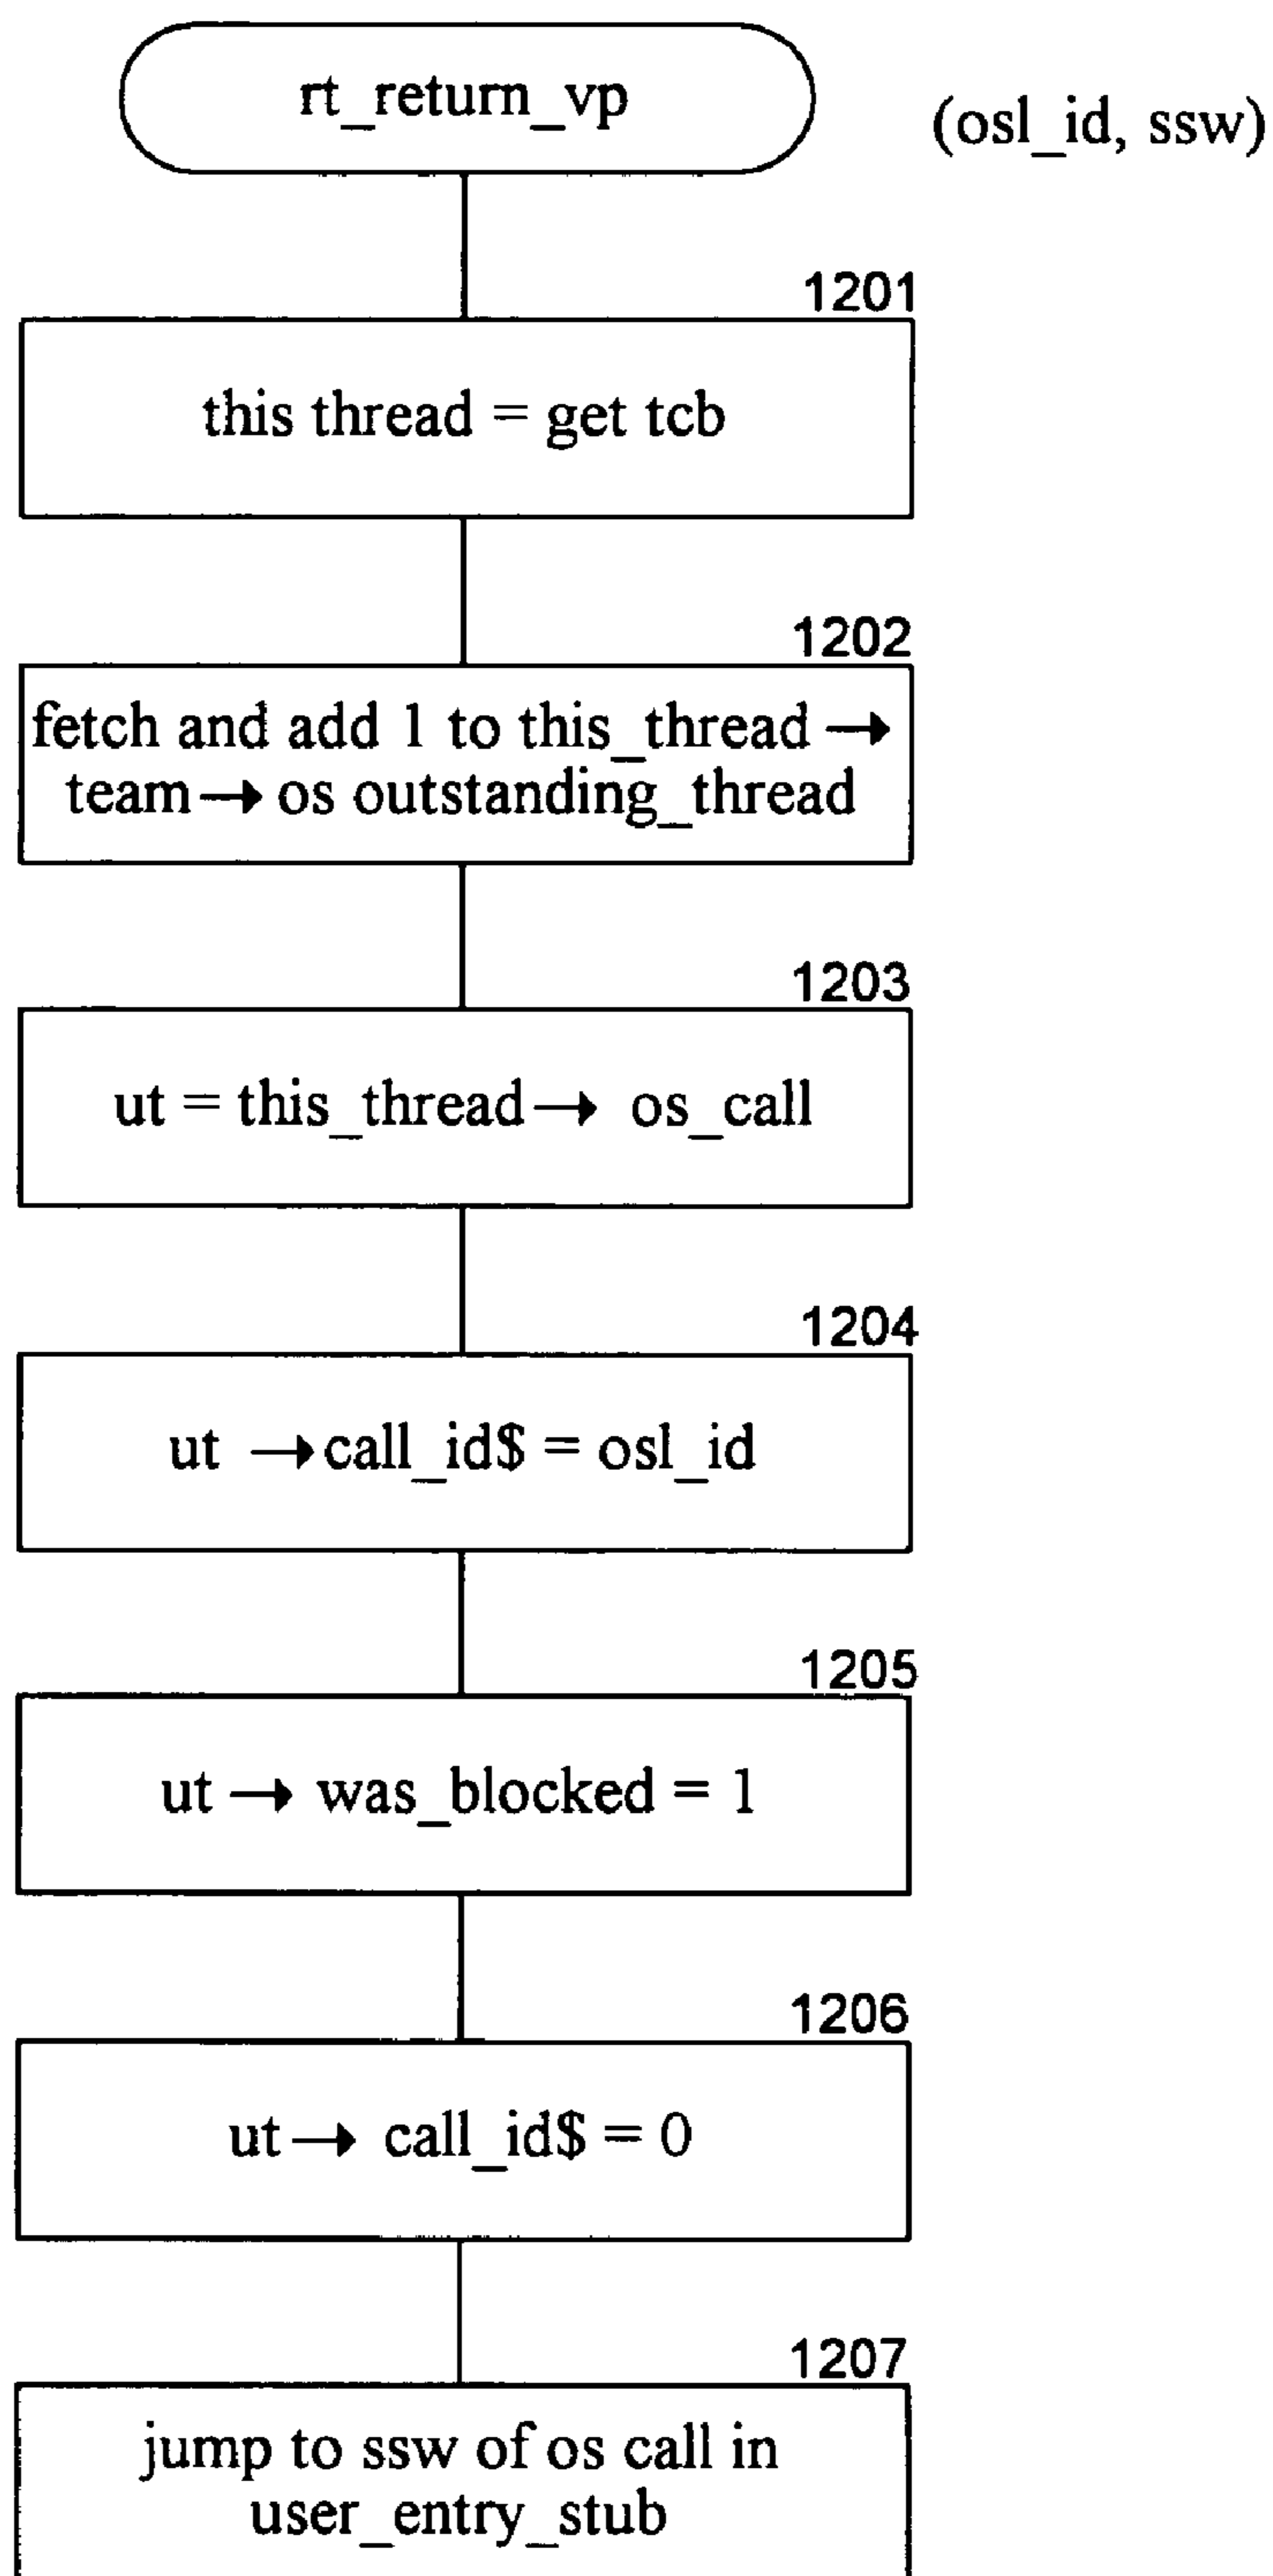 rt_return_vp
(osl_id, ssw)
1201
this thread = get tcb
1202
fetch and add 1 to this_thread →
team → os outstanding_thread
1203
ut = this_thread → os_call
1204
ut → call_id$ = osl_id
1205
ut → was_blocked = 1
1206
ut → call_id$ = 0
1207
jump to ssw of os call in
user_entry_stub